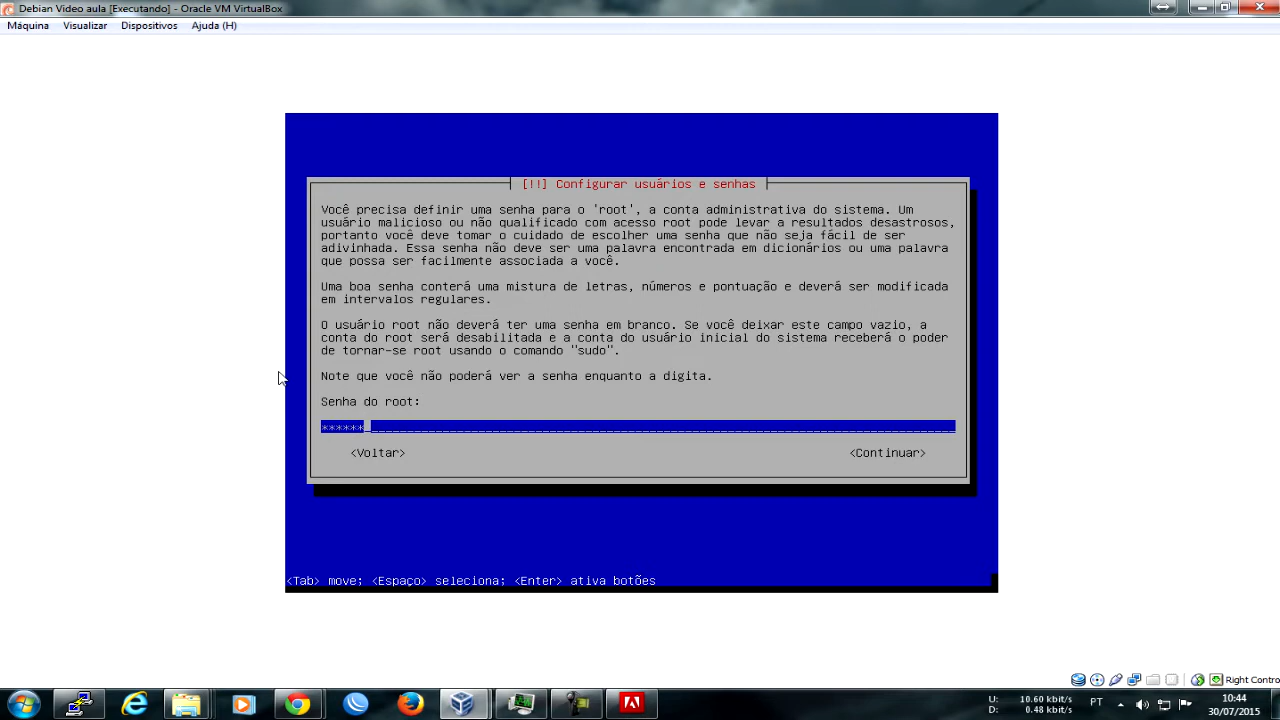 Debian Video aula [Executando] - Oracle VM VirtualBox
Máquina Visualizar Dispositivos Ajuda (H)
[!!] Configurar usuários e senhas
Você precisa definir uma senha para o 'root', a conta administrativa do sistema. Um
usuário malicioso ou não qualificado com acesso root pode levar a resultados desastrosos,
portanto você deve tomar o cuidado de escolher uma senha que não seja fácil de ser
adivinhada. Essa senha não deve ser uma palavra encontrada em dicionários ou uma palavra
que possa ser facilmente associada a você.
Uma boa senha conterá uma mistura de letras, números e pontuação e deverá ser modificada
em intervalos regulares.
O usuário root não deverá ter uma senha em branco. Se você deixar este campo vazio, a
conta do root será desabilitada e a conta do usuário inicial do sistema receberá o poder
de tornar-se root usando o comando "sudo".
Note que você não poderá ver a senha enquanto a digita.
Senha do root:
******
<Voltar> <Continuar>
<Tab> move; <Espaço> seleciona; <Enter> ativa botões
Right Contro
U: 10.60 kbit/s PT 10:44
D: 0.48 kbit/s 30/07/2015